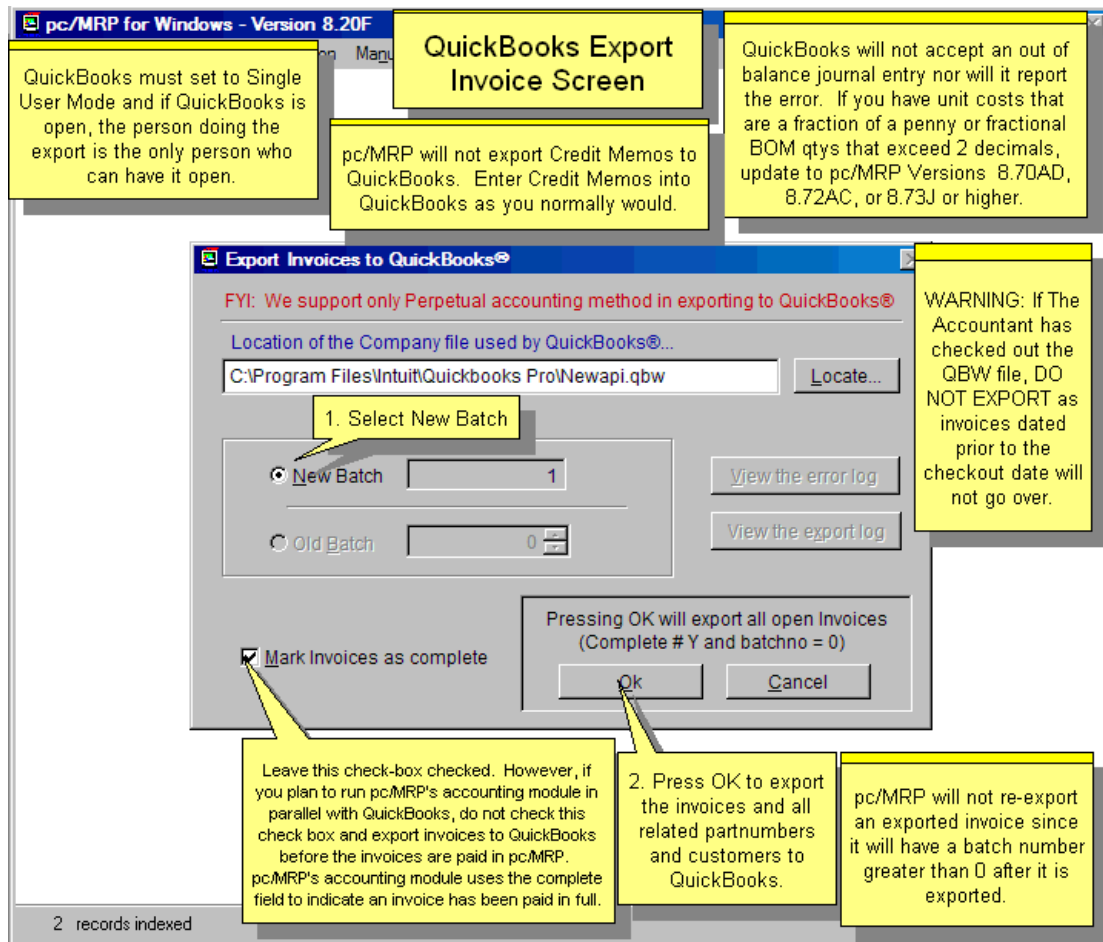 pc/MRP for Windows - Version 8.20F
QuickBooks must set to Single
User Mode and if QuickBooks is
open, the person doing the
export is the only person who
can have it open.
QuickBooks Export
Invoice Screen
pc/MRP will not export Credit Memos to
QuickBooks. Enter Credit Memos into
QuickBooks as you normally would.
QuickBooks will not accept an out of
balance journal entry nor will it report
the error. If you have unit costs that
are a fraction of a penny or fractional
BOM qtys that exceed 2 decimals,
update to pc/MRP Versions 8.70AD,
8.72AC, or 8.73J or higher.
Export Invoices to QuickBooks®
FYI: We support only Perpetual accounting method in exporting to QuickBooks®
Location of the Company file used by QuickBooks®...
C:\Program Files\Intuit\Quickbooks Pro\Newapi.qbw
Locate...
1. Select New Batch
New Batch 1
View the error log
Old Batch 0
View the export log
WARNING: If The
Accountant has
checked out the
QBW file, DO
NOT EXPORT as
invoices dated
prior to the
checkout date will
not go over.
Mark Invoices as complete
Pressing OK will export all open Invoices
(Complete # Y and batchno = 0)
Ok
Cancel
Leave this check-box checked. However, if
you plan to run pc/MRP's accounting module in
parallel with QuickBooks, do not check this
check box and export invoices to QuickBooks
before the invoices are paid in pc/MRP.
pc/MRP's accounting module uses the complete
field to indicate an invoice has been paid in full.
2. Press OK to export
the invoices and all
related partnumbers
and customers to
QuickBooks.
pc/MRP will not re-export
an exported invoice since
it will have a batch number
greater than 0 after it is
exported.
2 records indexed